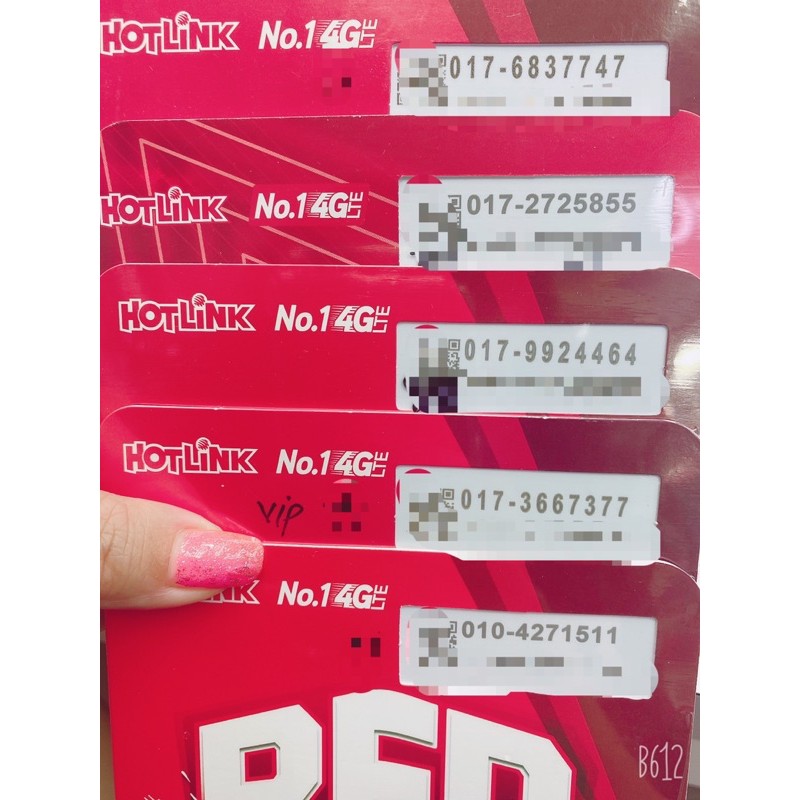 HOTLINK No.1 4G LTE
017-6837747
HOTLINK No.1 4G LTE
017-2725855
HOTLINK No.1 4G LTE
017-9924464
HOTLINK No.1 4G LTE
017-3667377
VIP
No.1 4G LTE
010-4271511
RED
B612